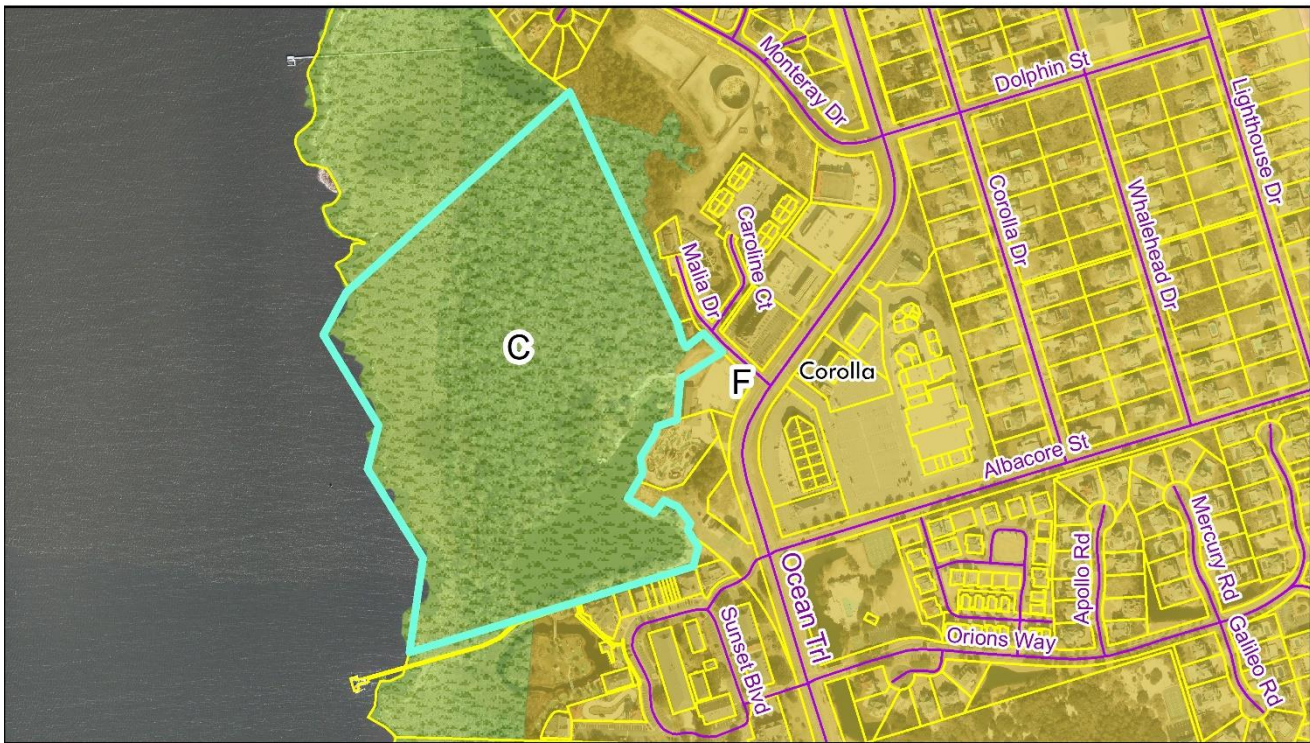 Monteray Dr
Dolphin St
Lighthouse Dr
Corolla Dr
Whalehead Dr
Caroline Ct
Malia Dr
C
F
Corolla
Albacore St
Mercury Rd
Apollo Rd
Ocean Trl
Orions Way
Sunset Blvd
Galileo Rd